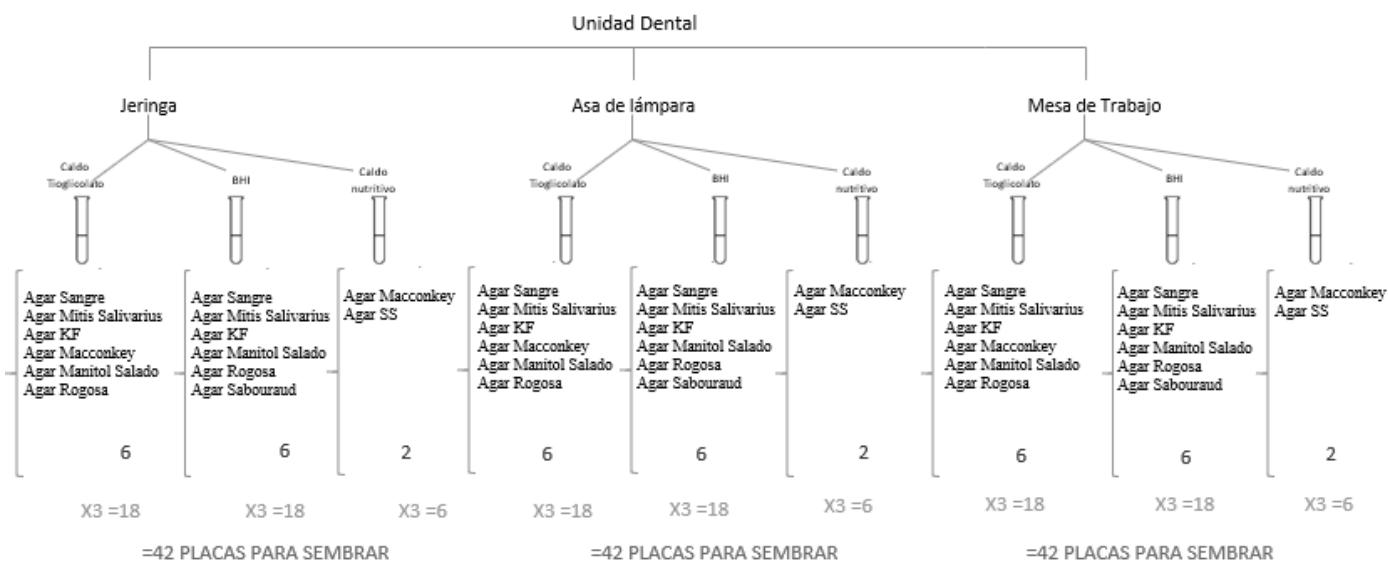 Unidad Dental
Jeringa
Asa de lámpara
Mesa de Trabajo
Caldo
Tioglicolato
BHI
Caldo
nutritivo
Caldo
Tioglicolato
BHI
Caldo
nutritivo
Caldo
Tioglicolato
BHI
Caldo
nutritivo
Agar Sangre
Agar Mitis Salivarius
Agar KF
Agar Macconkey
Agar Manitol Salado
Agar Rogosa
6
Agar Sangre
Agar Mitis Salivarius
Agar KF
Agar Manitol Salado
Agar Rogosa
Agar Sabouraud
6
Agar Macconkey
Agar SS
2
Agar Sangre
Agar Mitis Salivarius
Agar KF
Agar Macconkey
Agar Manitol Salado
Agar Rogosa
6
Agar Sangre
Agar Mitis Salivarius
Agar KF
Agar Manitol Salado
Agar Rogosa
Agar Sabouraud
6
Agar Macconkey
Agar SS
2
Agar Sangre
Agar Mitis Salivarius
Agar KF
Agar Macconkey
Agar Manitol Salado
Agar Rogosa
6
Agar Sangre
Agar Mitis Salivarius
Agar KF
Agar Manitol Salado
Agar Rogosa
Agar Sabouraud
6
Agar Macconkey
Agar SS
2
X3 =18
X3 =18
X3 =6
X3 =18
X3 =18
X3 =6
X3 =18
X3 =18
X3 =6
=42 PLACAS PARA SEMBRAR
=42 PLACAS PARA SEMBRAR
=42 PLACAS PARA SEMBRAR